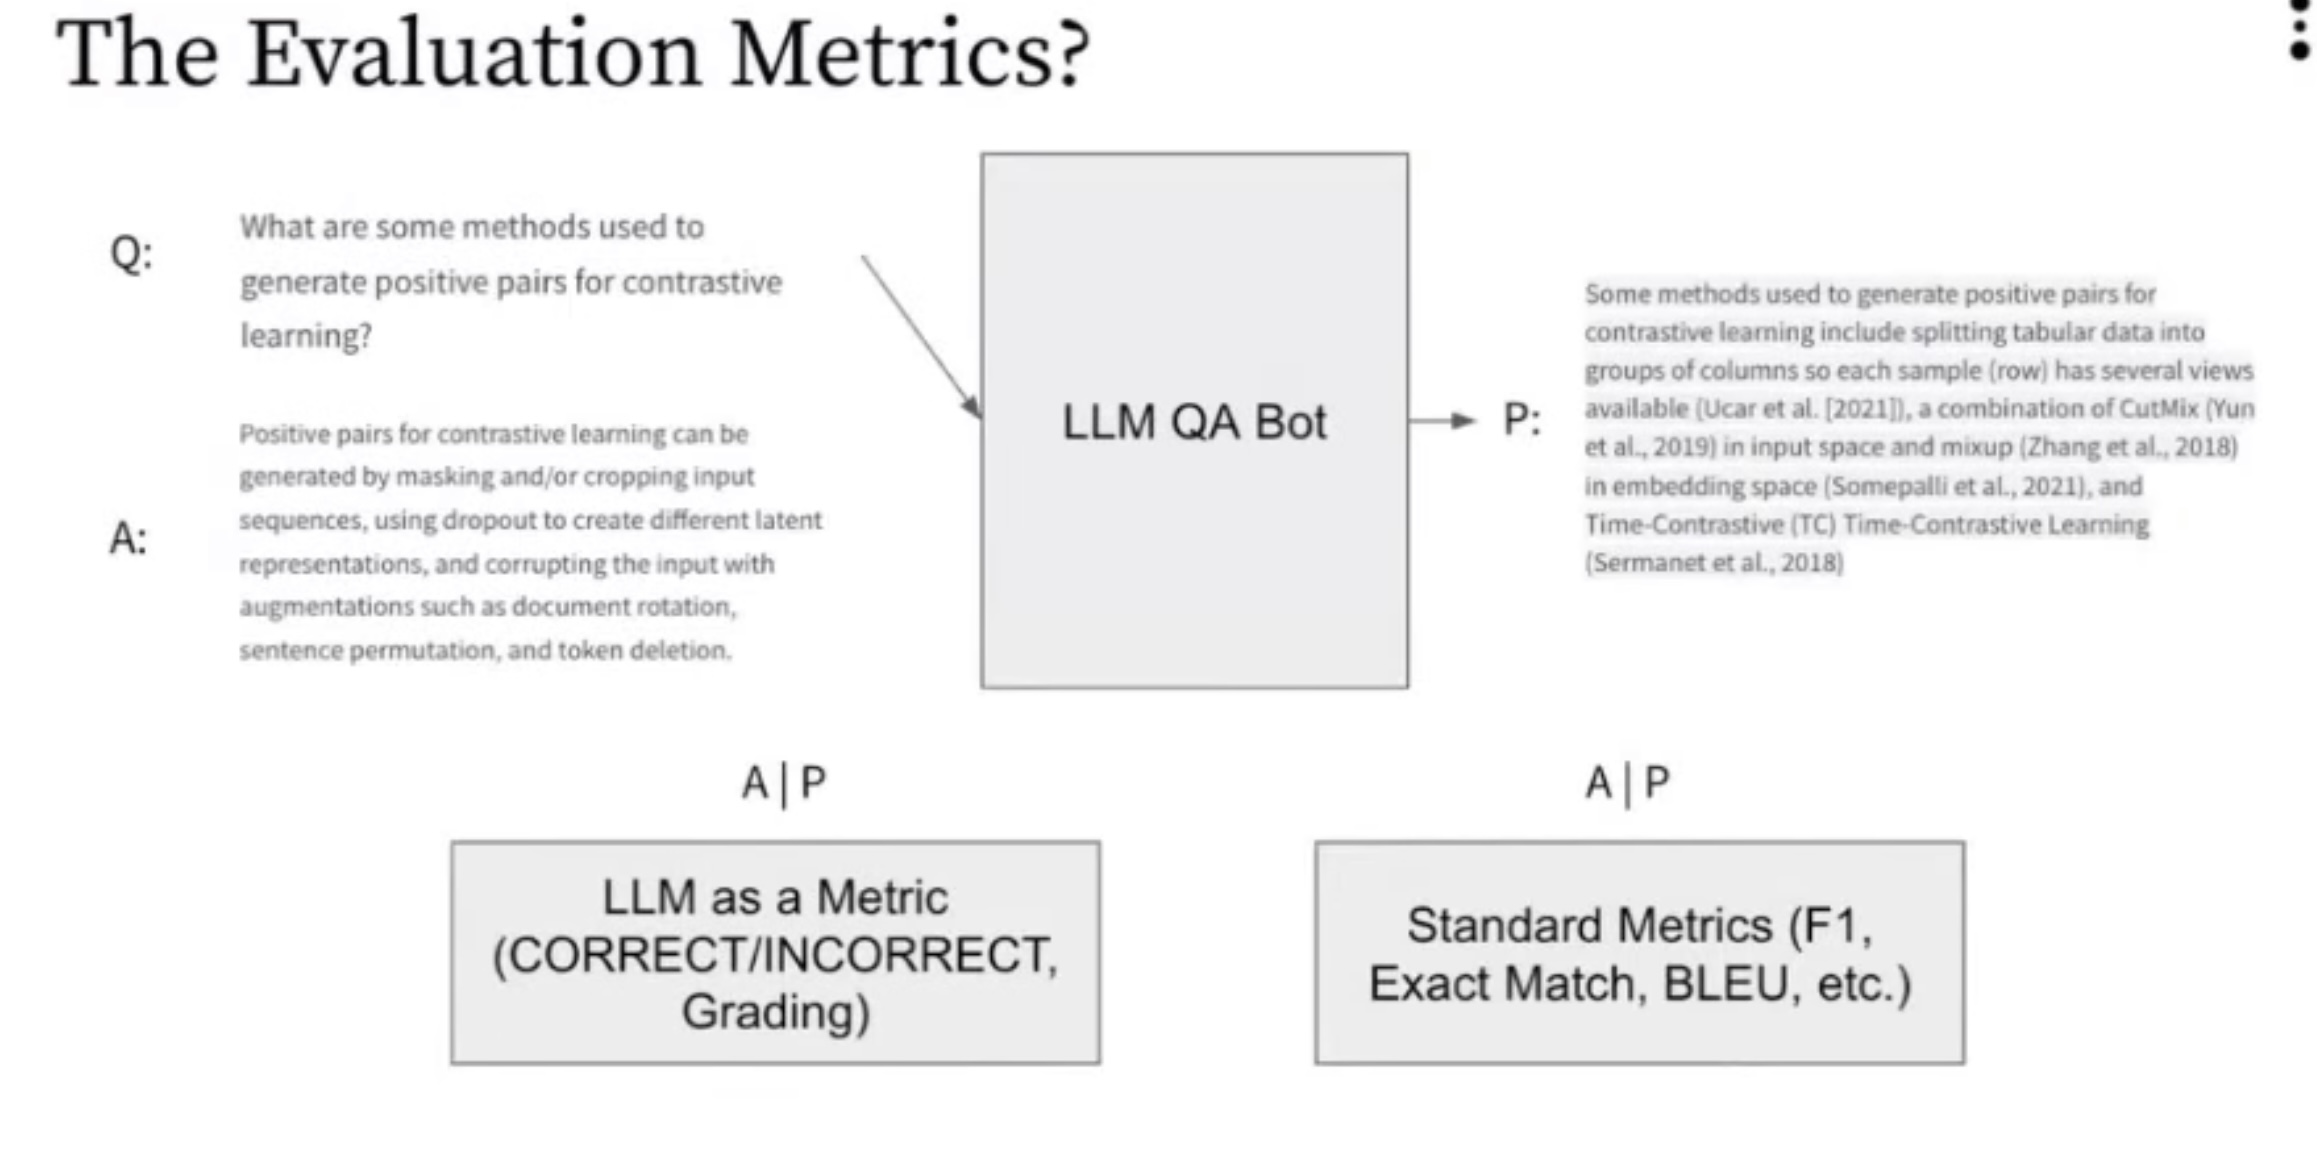 The Evaluation Metrics?
Q:
What are some methods used to
generate positive pairs for contrastive
learning?
A:
Positive pairs for contrastive learning can be
generated by masking and/or cropping input
sequences, using dropout to create different latent
representations, and corrupting the input with
augmentations such as document rotation,
sentence permutation, and token deletion.
LLM QA Bot
P:
Some methods used to generate positive pairs for
contrastive learning include splitting tabular data into
groups of columns so each sample (row) has several views
available (Ucar et al. [2021]), a combination of CutMix (Yun
et al., 2019) in input space and mixup (Zhang et al., 2018)
in embedding space (Somepalli et al., 2021), and
Time-Contrastive (TC) Time-Contrastive Learning
(Sermanet et al., 2018)
A | P
LLM as a Metric
(CORRECT/INCORRECT,
Grading)
A | P
Standard Metrics (F1,
Exact Match, BLEU, etc.)